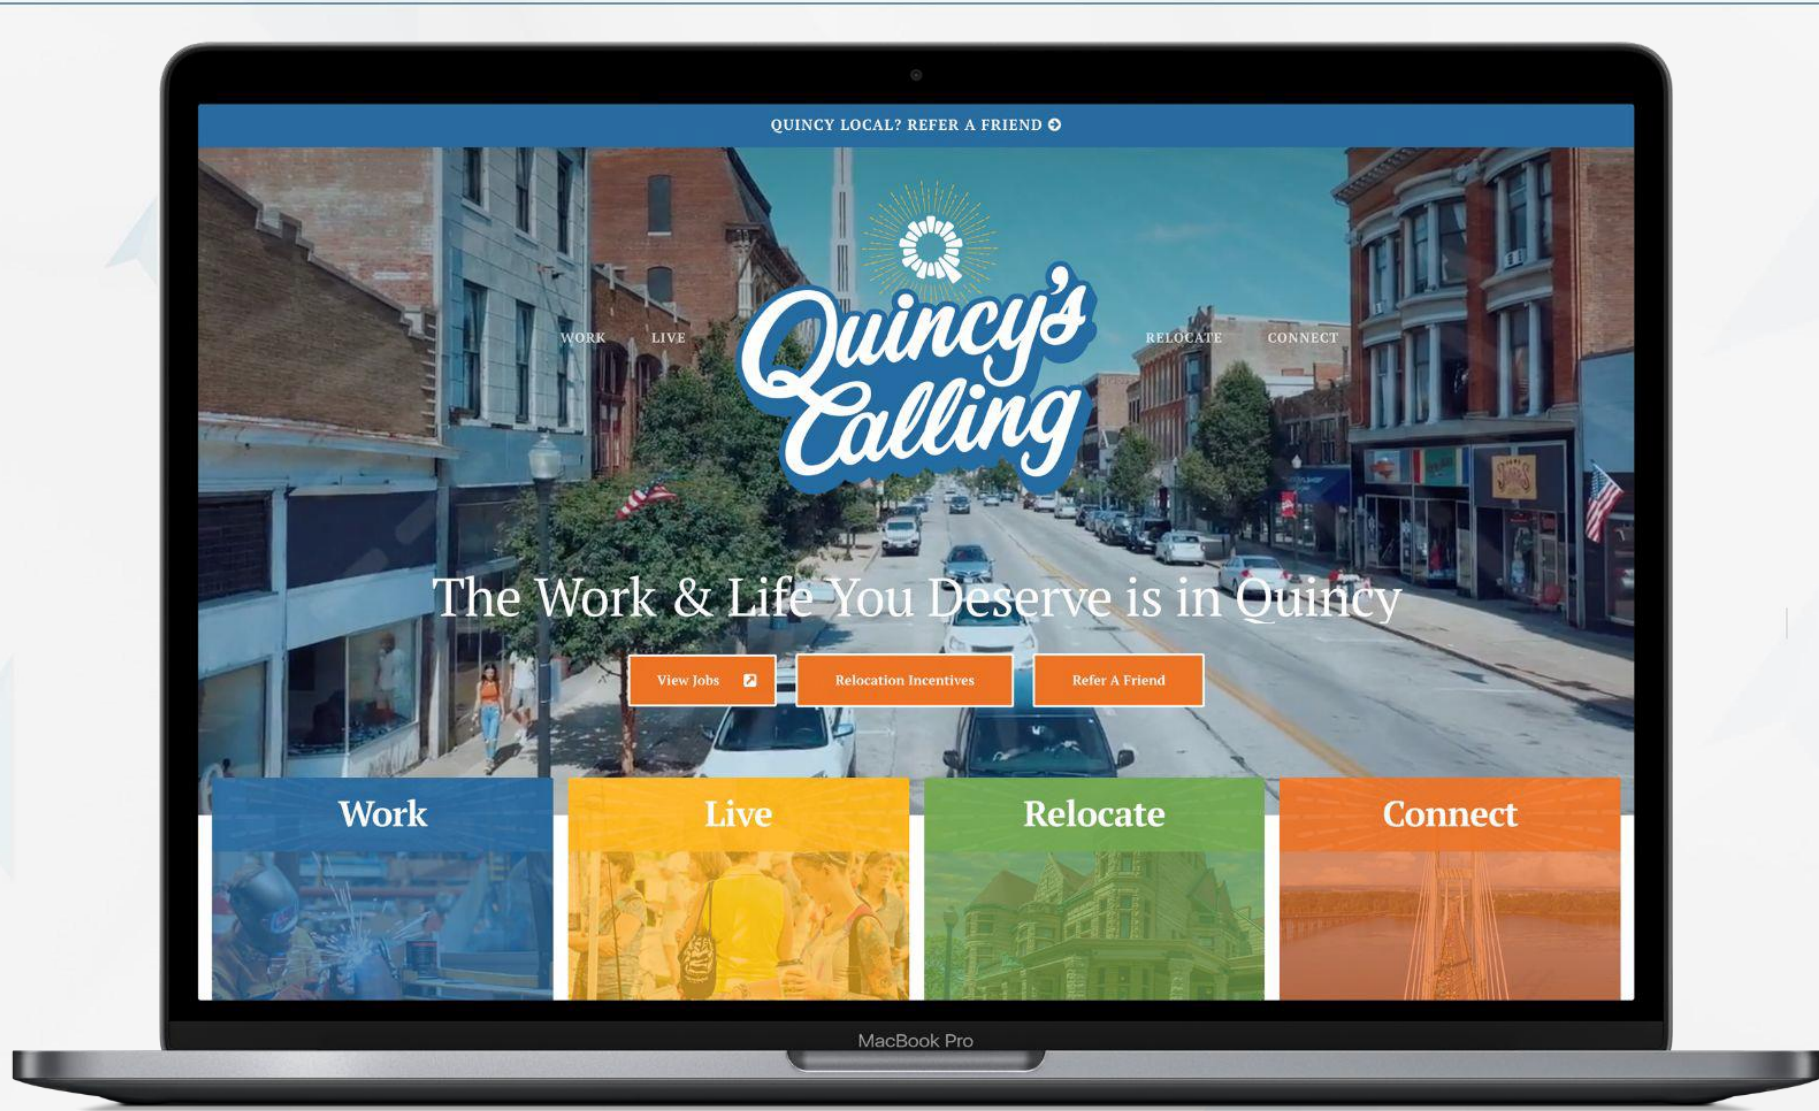 QUINCY LOCAL? REFER A FRIEND
WORK LIVE
Quincy's
Calling
RELOCATE CONNECT
The Work & Life You Deserve is in Quincy
View Jobs Relocation Incentives Refer A Friend
Work Live Relocate Connect
MacBook Pro